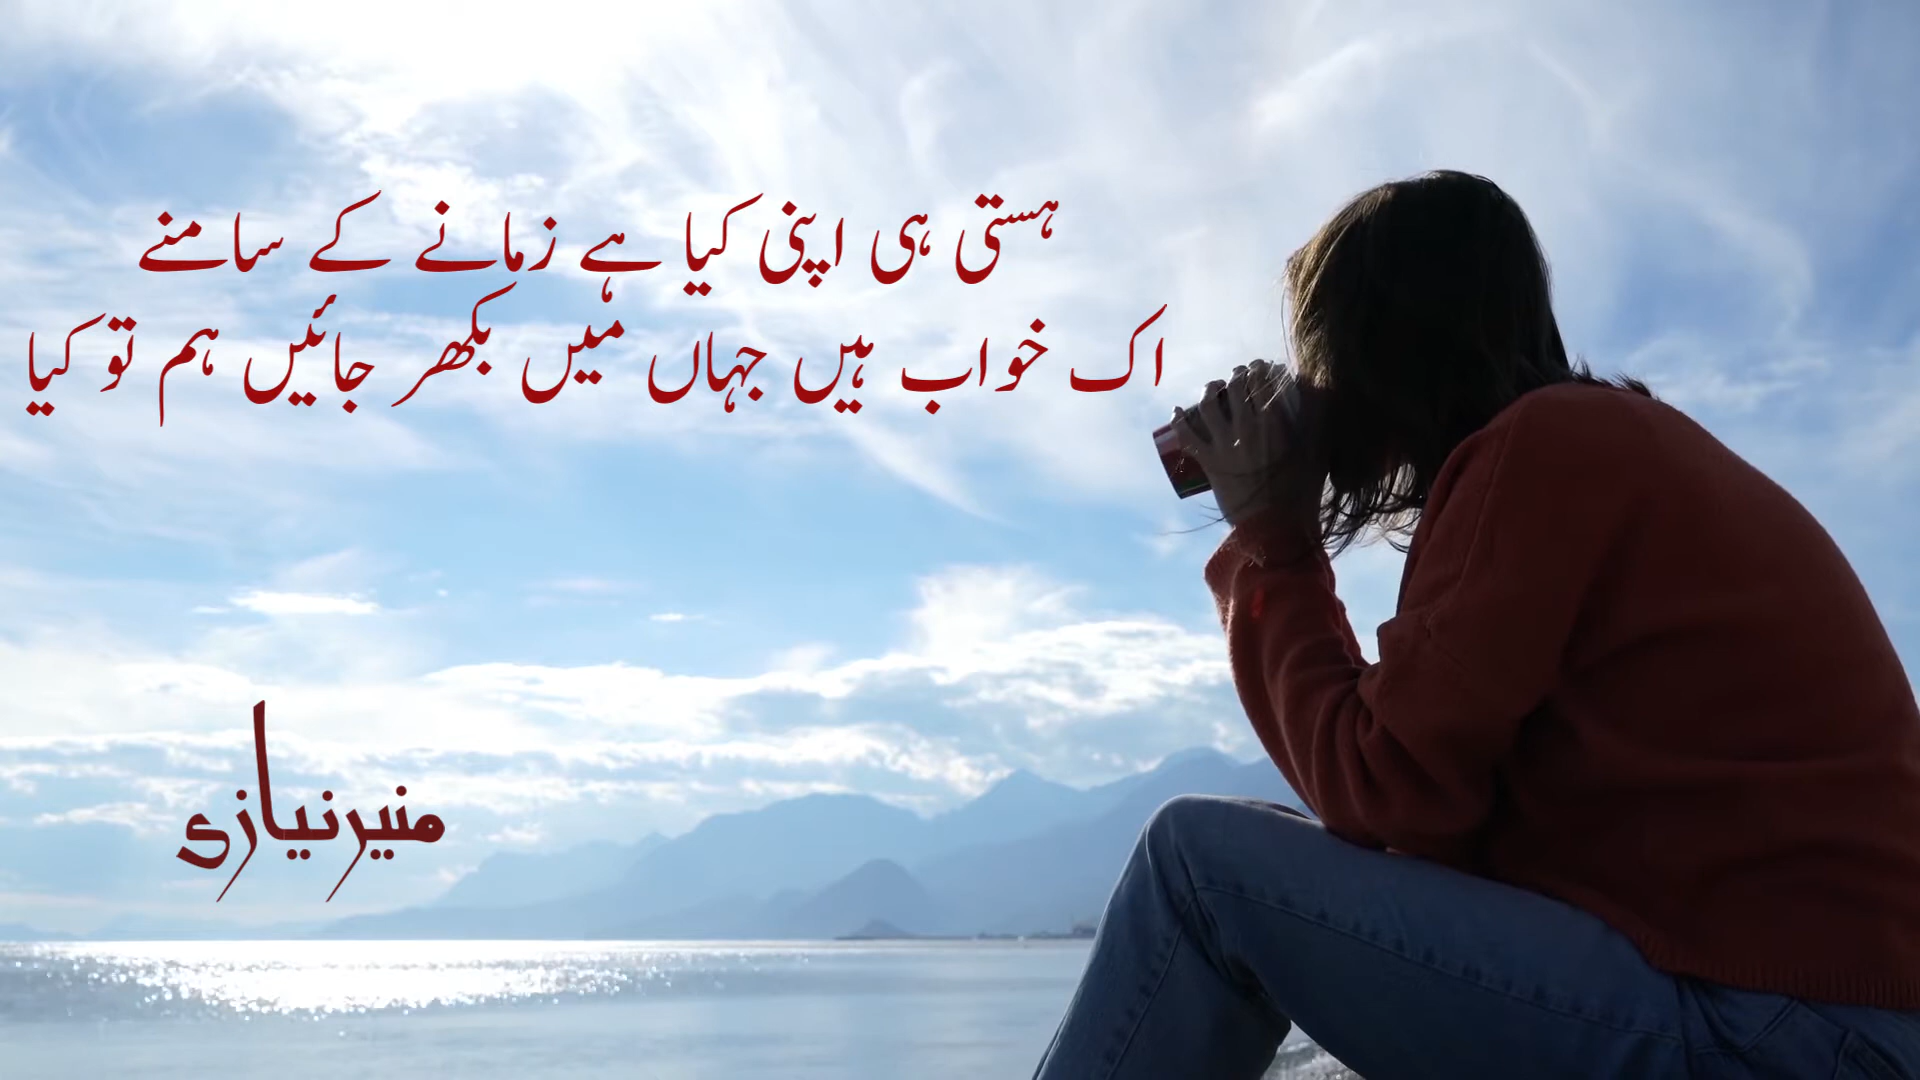 ہستی ہی اپنی کیا ہے زمانے کے سامنے
اک خواب ہیں جہاں میں بکھر جائیں ہم تو کیا
منیر نیازی